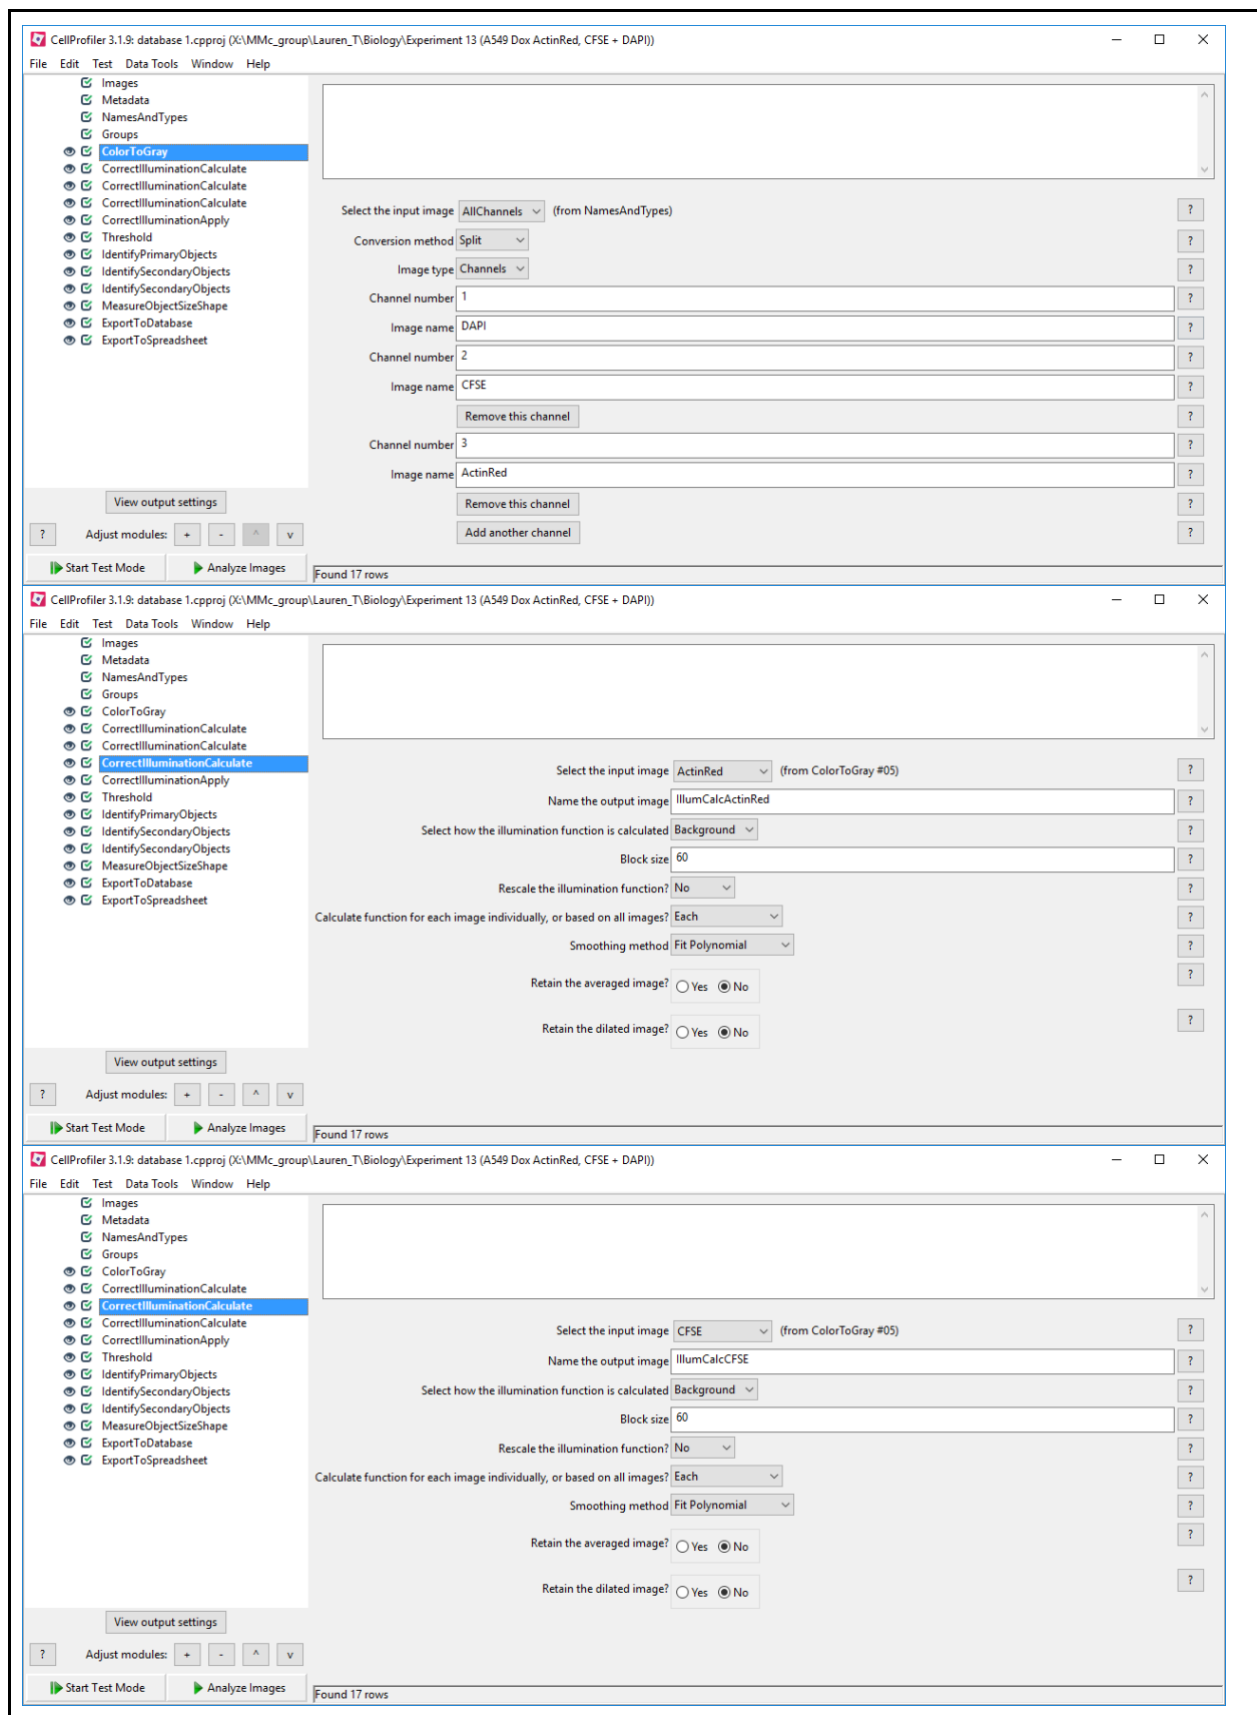 CellProfiler 3.1.9: database 1.cpproj (X:\MMc_group\Lauren_T\Biology\Experiment 13 (A549 Dox ActinRed, CFSE + DAPI))
File Edit Test Data Tools Window Help
Images
Metadata
NamesAndTypes
Groups
ColorToGray
CorrectIlluminationCalculate
CorrectIlluminationCalculate
CorrectIlluminationCalculate
CorrectIlluminationApply
Threshold
IdentifyPrimaryObjects
IdentifySecondaryObjects
IdentifySecondaryObjects
MeasureObjectSizeShape
ExportToDatabase
ExportToSpreadsheet
View output settings
? Adjust modules: + - ^ v
Start Test Mode Analyze Images
Select the input image AllChannels (from NamesAndTypes) ?
Conversion method Split ?
Image type Channels ?
Channel number 1 ?
Image name DAPI ?
Channel number 2 ?
Image name CFSE ?
Remove this channel ?
Channel number 3 ?
Image name ActinRed ?
Remove this channel ?
Add another channel ?
Found 17 rows
CellProfiler 3.1.9: database 1.cpproj (X:\MMc_group\Lauren_T\Biology\Experiment 13 (A549 Dox ActinRed, CFSE + DAPI))
File Edit Test Data Tools Window Help
Images
Metadata
NamesAndTypes
Groups
ColorToGray
CorrectIlluminationCalculate
CorrectIlluminationCalculate
CorrectIlluminationCalculate
CorrectIlluminationApply
Threshold
IdentifyPrimaryObjects
IdentifySecondaryObjects
IdentifySecondaryObjects
MeasureObjectSizeShape
ExportToDatabase
ExportToSpreadsheet
View output settings
? Adjust modules: + - ^ v
Start Test Mode Analyze Images
Select the input image ActinRed (from ColorToGray #05) ?
Name the output image IllumCalcActinRed ?
Select how the illumination function is calculated Background ?
Block size 60 ?
Rescale the illumination function? No ?
Calculate function for each image individually, or based on all images? Each ?
Smoothing method Fit Polynomial ?
Retain the averaged image? Yes No ?
Retain the dilated image? Yes No ?
Found 17 rows
CellProfiler 3.1.9: database 1.cpproj (X:\MMc_group\Lauren_T\Biology\Experiment 13 (A549 Dox ActinRed, CFSE + DAPI))
File Edit Test Data Tools Window Help
Images
Metadata
NamesAndTypes
Groups
ColorToGray
CorrectIlluminationCalculate
CorrectIlluminationCalculate
CorrectIlluminationCalculate
CorrectIlluminationApply
Threshold
IdentifyPrimaryObjects
IdentifySecondaryObjects
IdentifySecondaryObjects
MeasureObjectSizeShape
ExportToDatabase
ExportToSpreadsheet
View output settings
? Adjust modules: + - ^ v
Start Test Mode Analyze Images
Select the input image CFSE (from ColorToGray #05) ?
Name the output image IllumCalcCFSE ?
Select how the illumination function is calculated Background ?
Block size 60 ?
Rescale the illumination function? No ?
Calculate function for each image individually, or based on all images? Each ?
Smoothing method Fit Polynomial ?
Retain the averaged image? Yes No ?
Retain the dilated image? Yes No ?
Found 17 rows